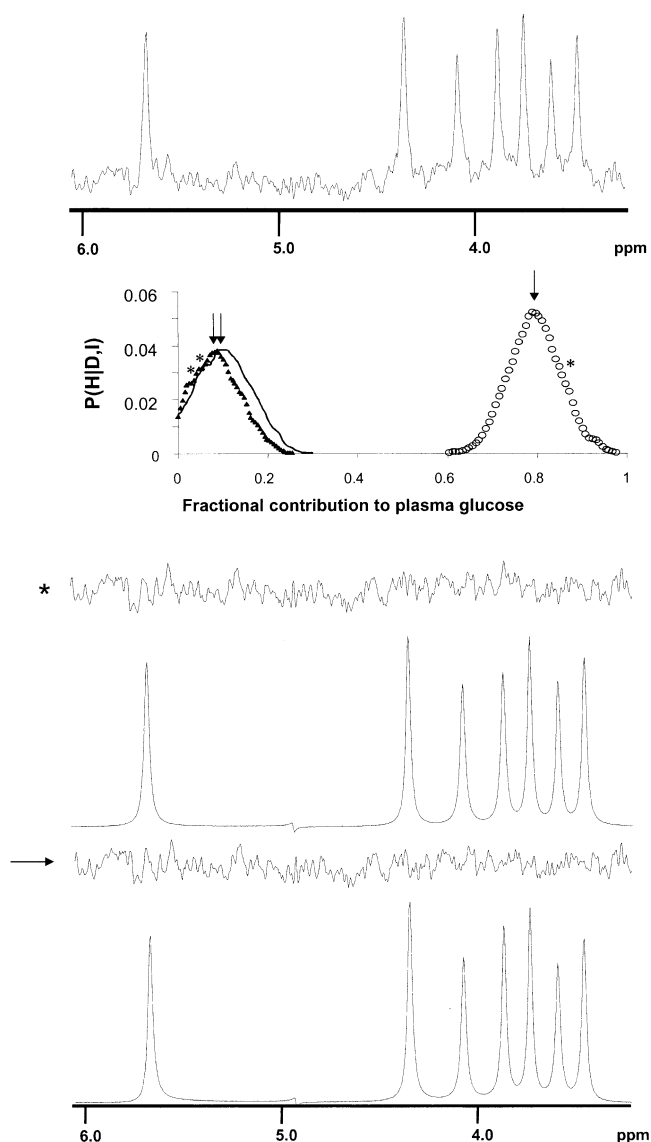 6.0 5.0 4.0 ppm
0.06
0.04
0.02
0
P(H|D,I)
* *
*
0 0.2 0.4 0.6 0.8 1
Fractional contribution to plasma glucose
*
6.0 5.0 4.0 ppm